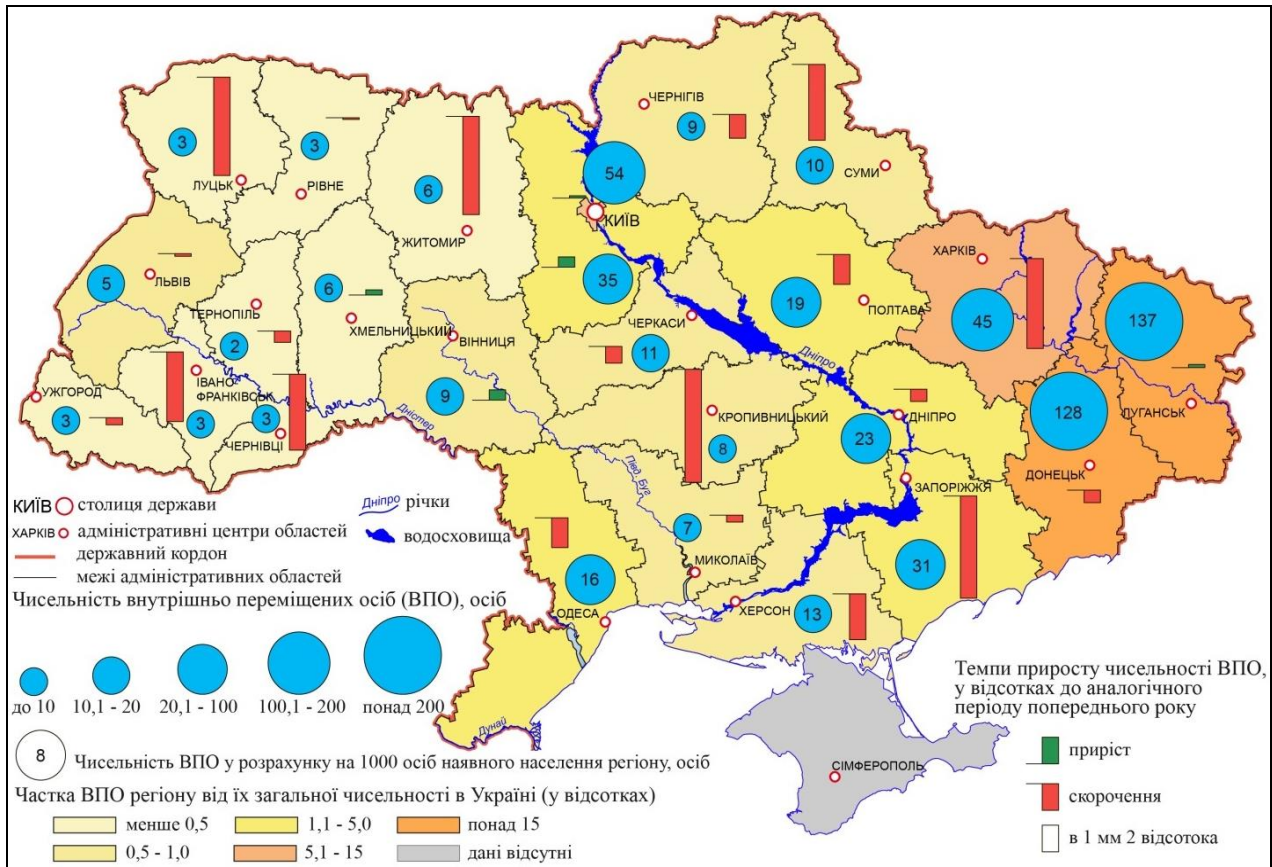 ЧЕРНІГІВ
9
10
СУМИ
3
ЛУЦЬК
3
РІВНЕ
6
ЖИТОМИР
54
КИЇВ
ХАРКІВ
45
137
ЛУГАНСЬК
5
ЛЬВІВ
ТЕРНОПІЛЬ
2
6
ХМЕЛЬНИЦЬКИЙ
35
19
ПОЛТАВА
ЧЕРКАСИ
11
Дніпро
ВІННИЦЯ
9
128
ДОНЕЦЬК
УЖГОРОД
3
ІВАНО
ФРАНКІВСЬК
3
3
ЧЕРНІВЦІ
Дністер
КРОПИВНИЦЬКИЙ
8
ДНІПРО
23
ЗАПОРІЖЖЯ
31
Півд. Буг
7
МИКОЛАЇВ
16
ОДЕСА
ХЕРСОН
13
Дунай
СІМФЕРОПОЛЬ
КИЇВ столиця держави
ХАРКІВ адміністративні центри областей
державний кордон
межі адміністративних областей
Дніпро річки
водосховища
Чисельність внутрішньо переміщених осіб (ВПО), осіб
до 10 10,1 - 20 20,1 - 100 100,1 - 200 понад 200
8 Чисельність ВПО у розрахунку на 1000 осіб наявного населення регіону, осіб
Частка ВПО регіону від їх загальної чисельності в Україні (у відсотках)
менше 0,5 1,1 - 5,0 понад 15
0,5 - 1,0 5,1 - 15 дані відсутні
Темпи приросту чисельності ВПО,
у відсотках до аналогічного
періоду попереднього року
приріст
скорочення
в 1 мм 2 відсотока